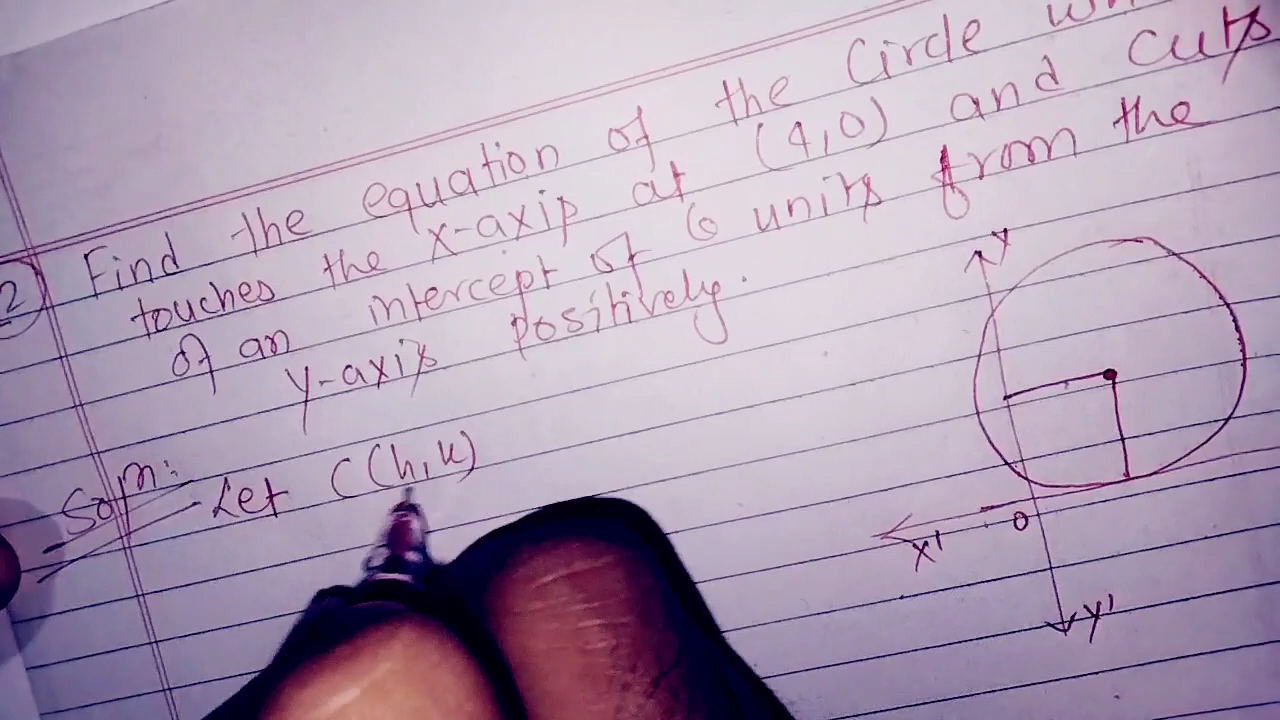 2) Find the equation of the Circle
touches the x-axip at (4,0) and cuts
of an intercept of 6 units from the
y-axis positively.
Soln: Let C(h,k)
Y
X' O
Y'